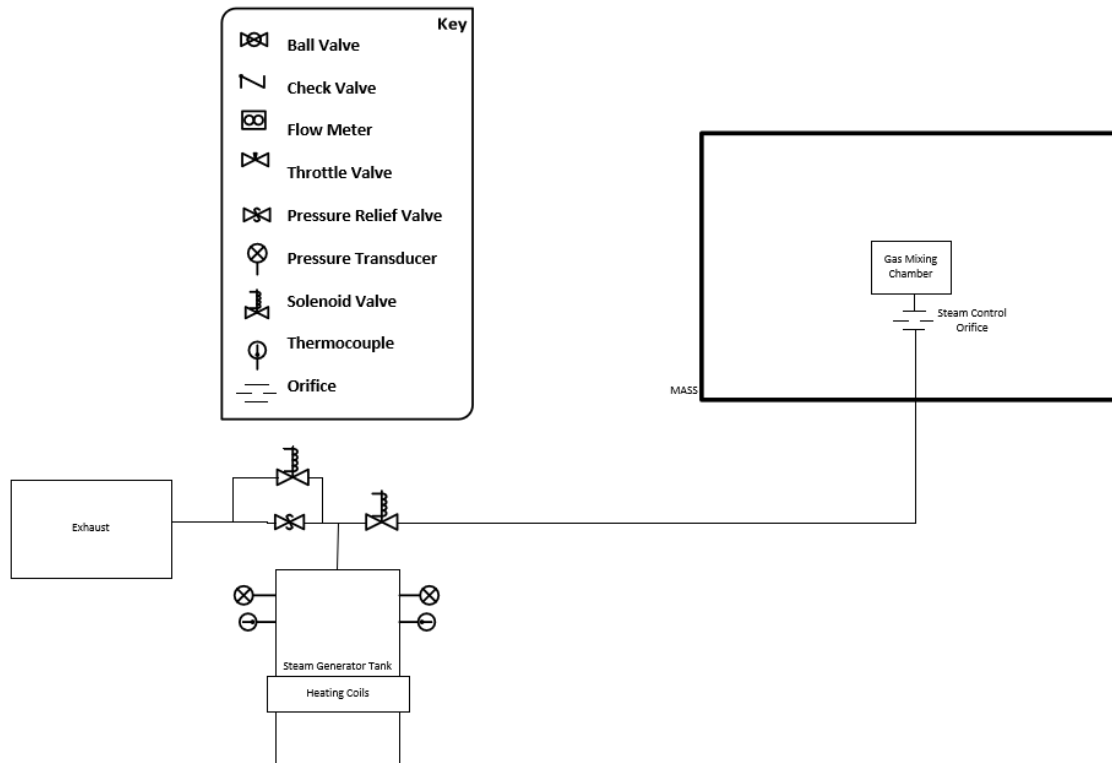 Key
Ball Valve
Check Valve
Flow Meter
Throttle Valve
Pressure Relief Valve
Pressure Transducer
Solenoid Valve
Thermocouple
Orifice
Gas Mixing
Chamber
Steam Control
Orifice
MASS
Exhaust
Steam Generator Tank
Heating Coils